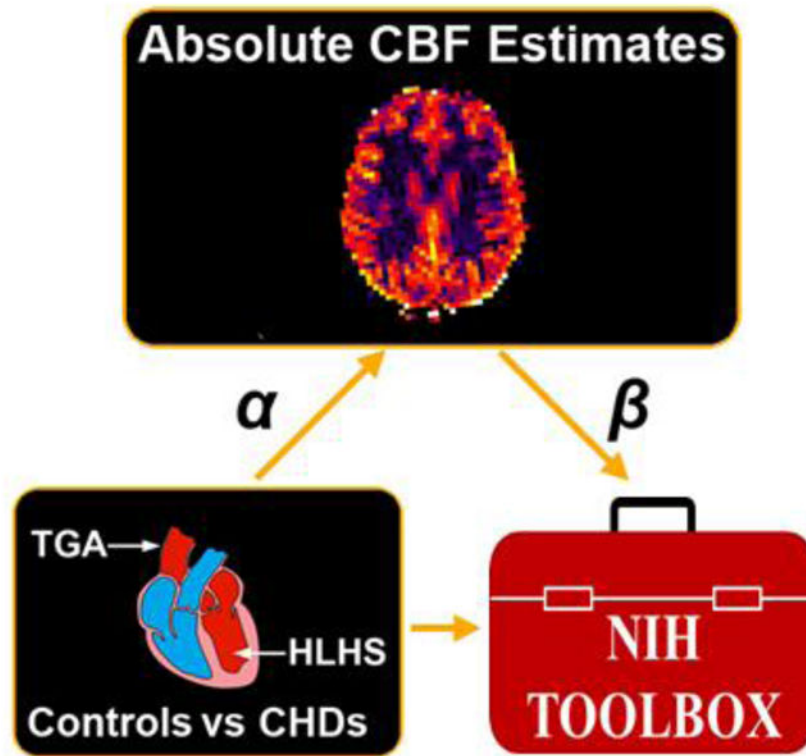 Absolute CBF Estimates
α
β
TGA
HLHS
Controls vs CHDs
NIH
TOOLBOX